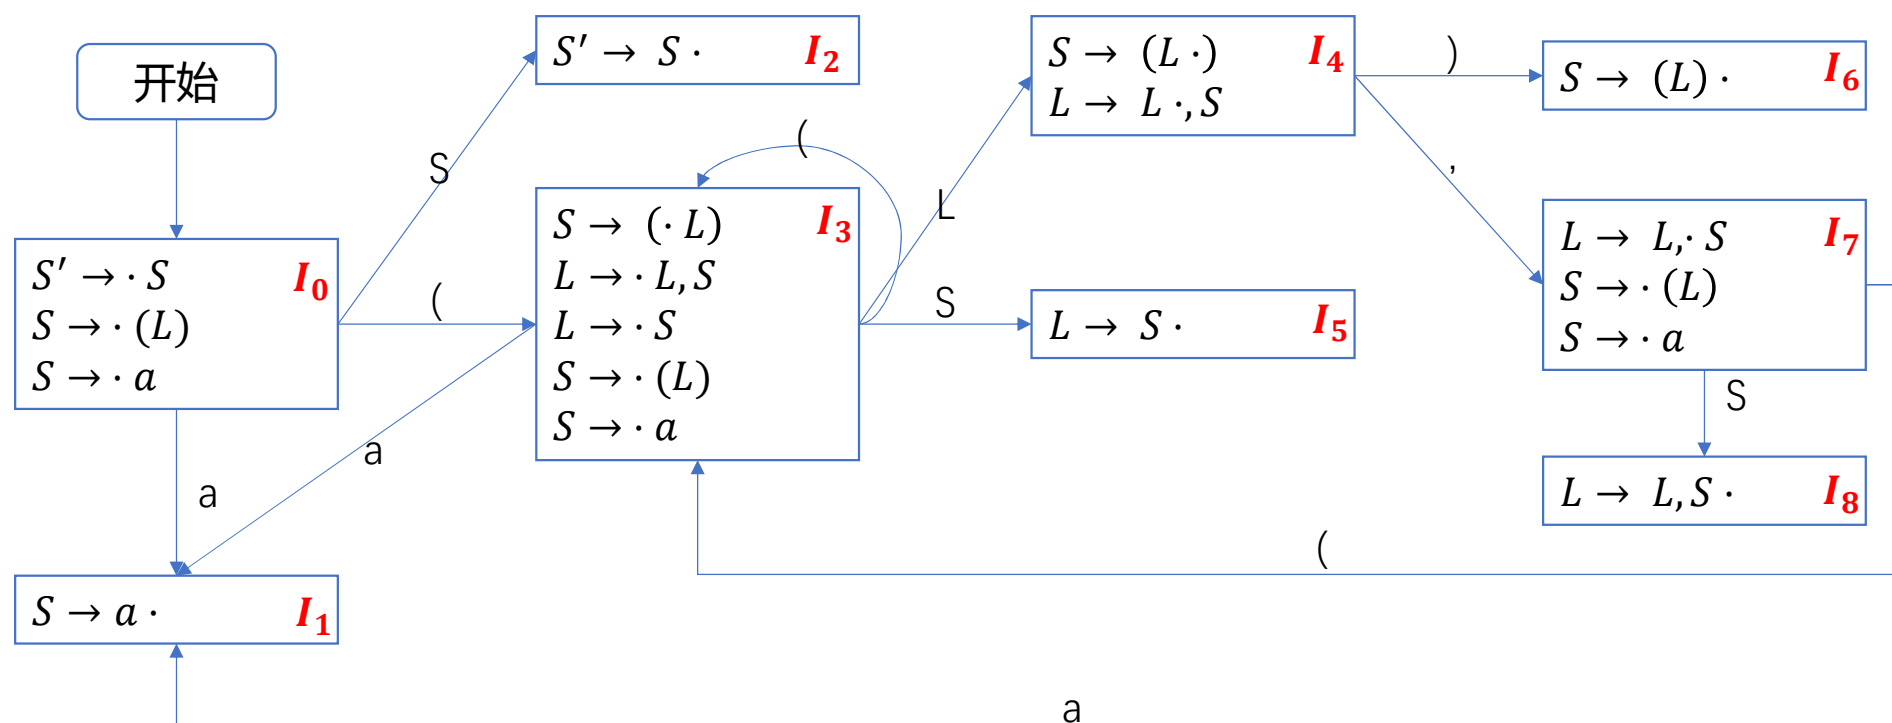 开始
S′ → · S
S → · (L)
S → · a
I₀
S → a ·
I₁
S′ → S ·
I₂
S → (· L)
L → · L, S
L → · S
S → · (L)
S → · a
I₃
S → (L ·)
L → L ·, S
I₄
L → S ·
I₅
S → (L) ·
I₆
L → L,· S
S → · (L)
S → · a
I₇
L → L, S ·
I₈
S
(
a
a
(
L
S
)
,
S
(
a